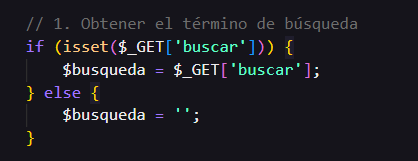 // 1. Obtener el término de búsqueda
if (isset($_GET['buscar'])) {
    $busqueda = $_GET['buscar'];
} else {
    $busqueda = '';
}